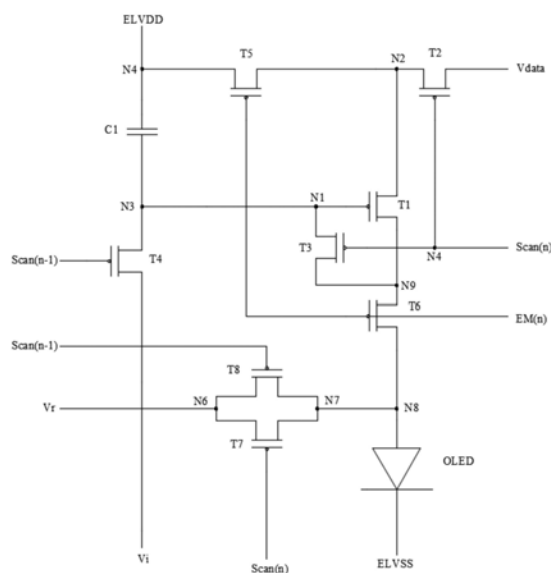 ELVDD
T5
N2
T2
N4
Vdata
C1
N3
N1
T1
T3
Scan(n-1)
T4
N4
Scan(n)
N9
T6
EM(n)
Scan(n-1)
T8
Vr
N6
N7
N8
T7
OLED
Vi
Scan(n)
ELVSS